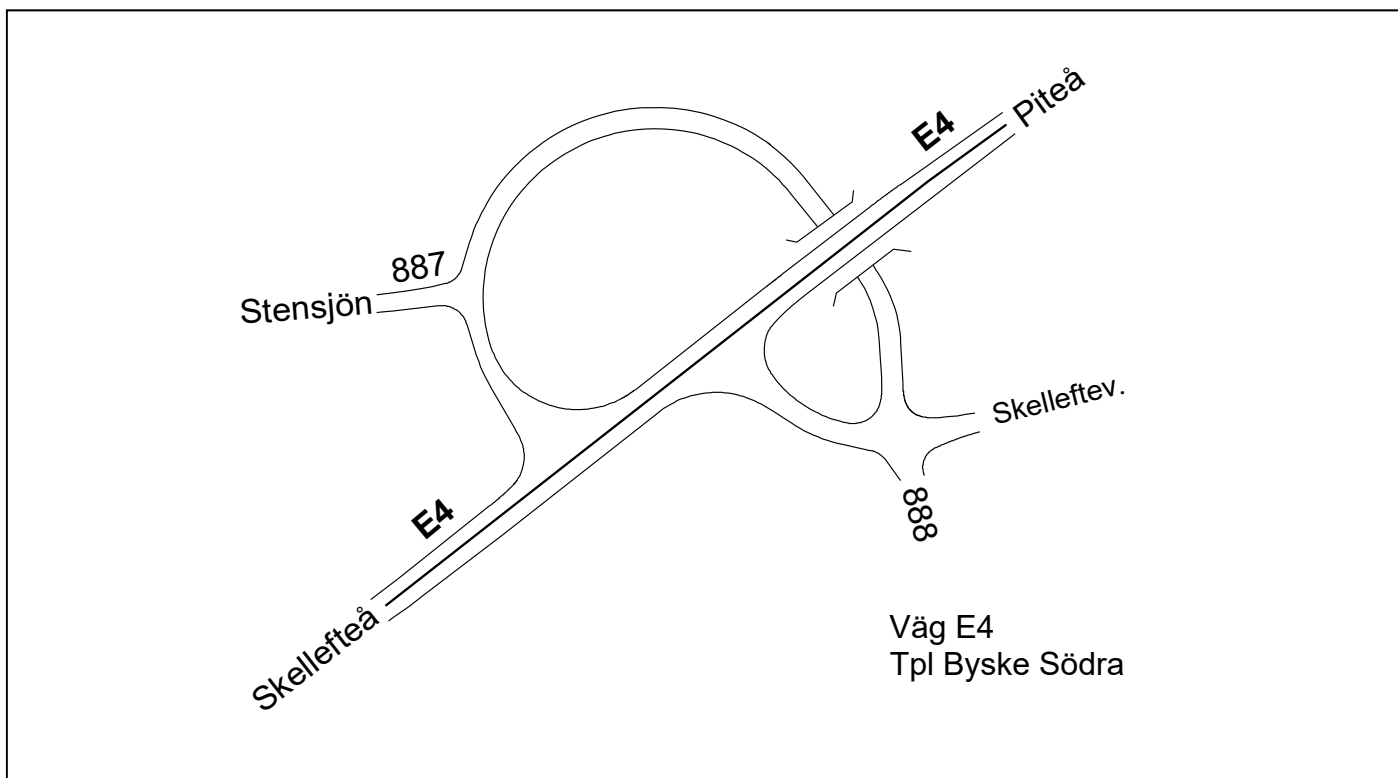 Piteå
E4
887
Stensjön
Skelleftev.
E4
888
Skellefteå
Väg E4
Tpl Byske Södra